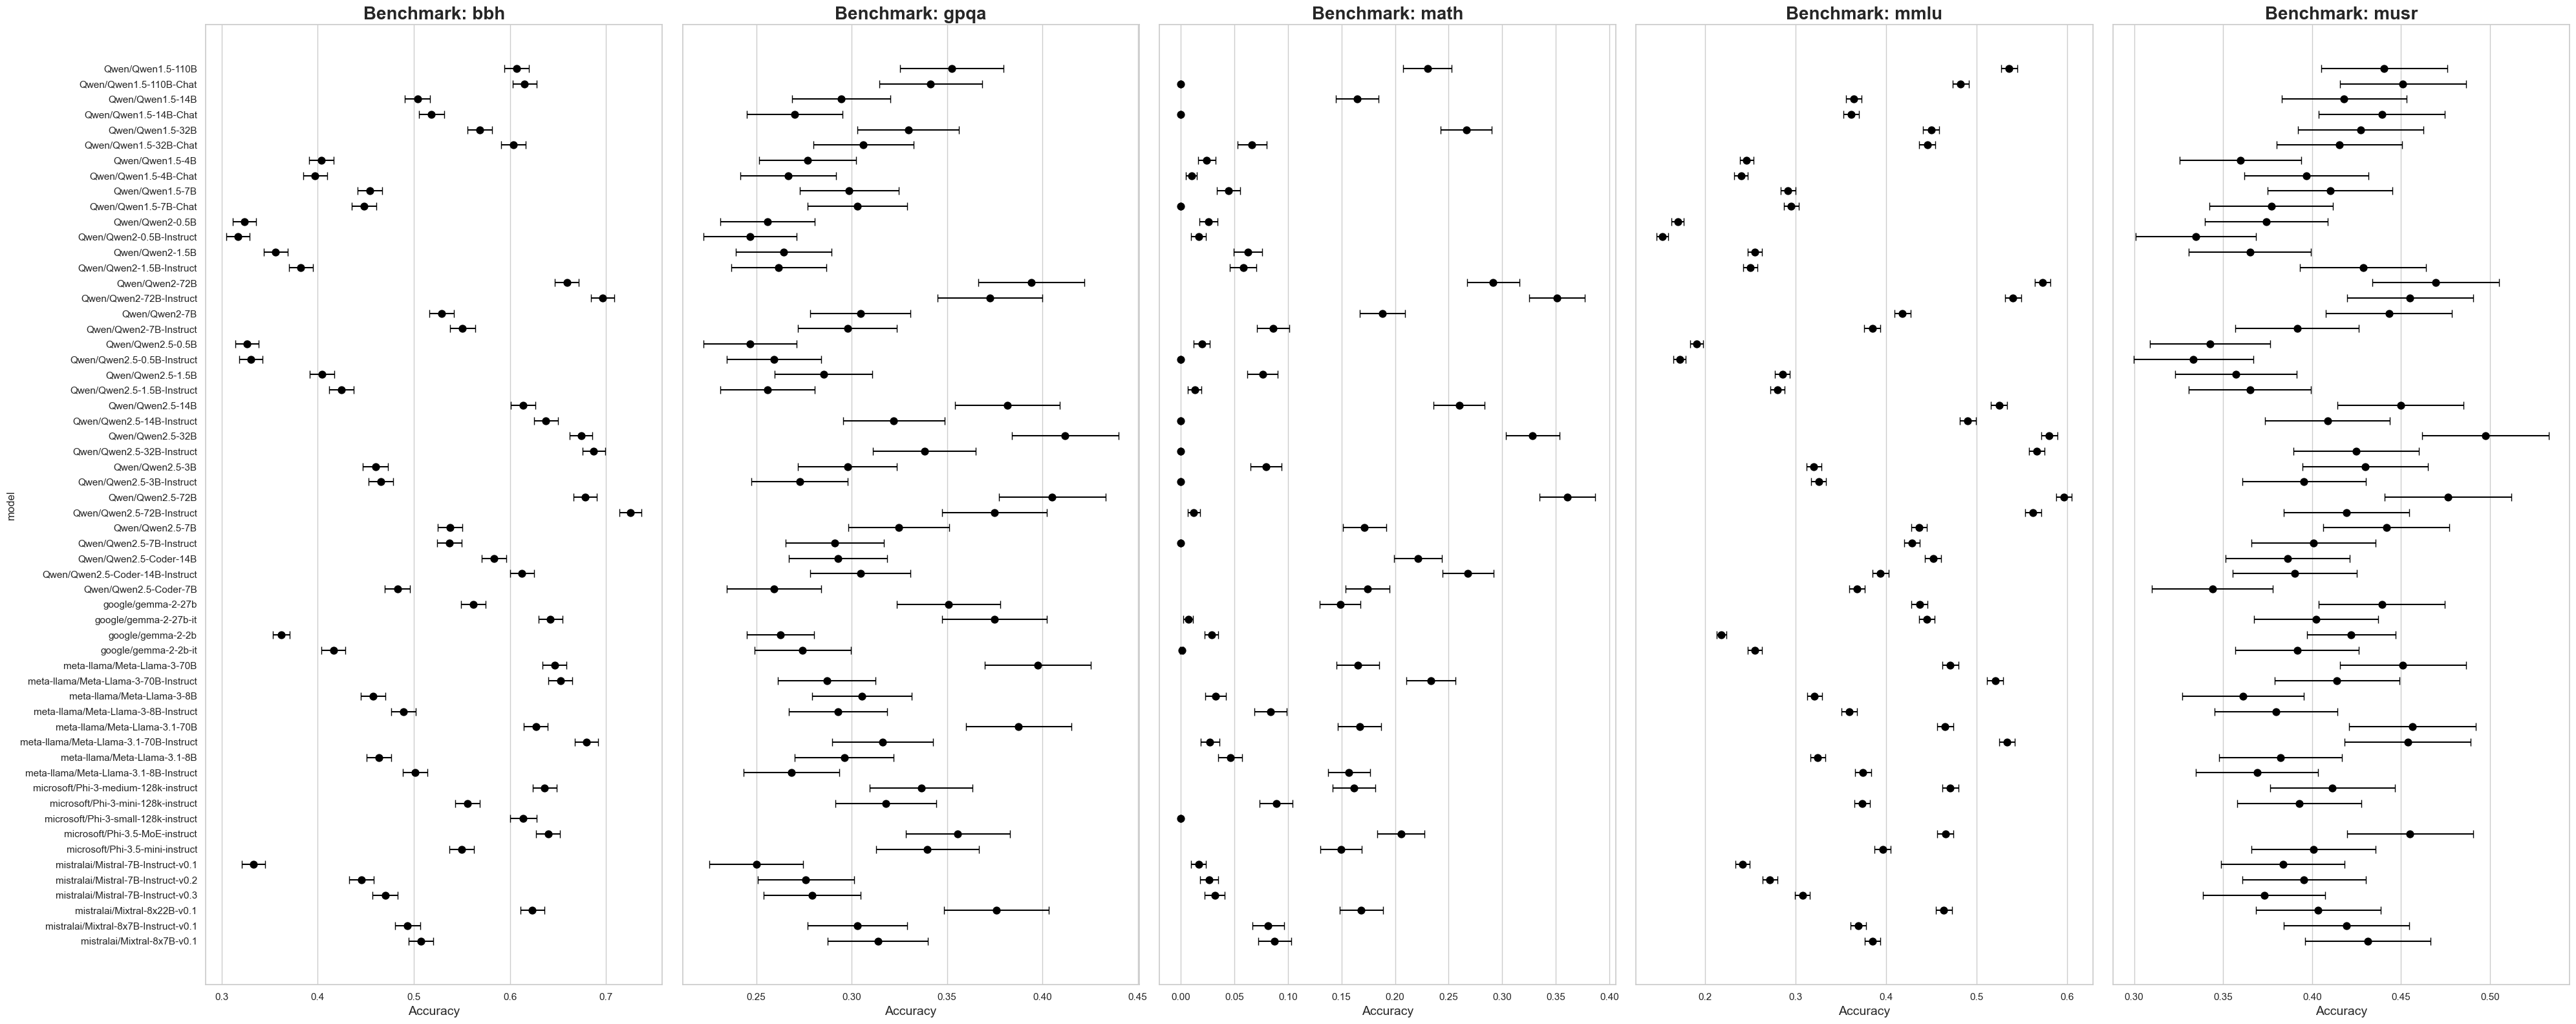 Benchmark: bbh
Benchmark: gpqa
Benchmark: math
Benchmark: mmlu
Benchmark: musr
model
Qwen/Qwen1.5-110B
Qwen/Qwen1.5-110B-Chat
Qwen/Qwen1.5-14B
Qwen/Qwen1.5-14B-Chat
Qwen/Qwen1.5-32B
Qwen/Qwen1.5-32B-Chat
Qwen/Qwen1.5-4B
Qwen/Qwen1.5-4B-Chat
Qwen/Qwen1.5-7B
Qwen/Qwen1.5-7B-Chat
Qwen/Qwen2-0.5B
Qwen/Qwen2-0.5B-Instruct
Qwen/Qwen2-1.5B
Qwen/Qwen2-1.5B-Instruct
Qwen/Qwen2-72B
Qwen/Qwen2-72B-Instruct
Qwen/Qwen2-7B
Qwen/Qwen2-7B-Instruct
Qwen/Qwen2.5-0.5B
Qwen/Qwen2.5-0.5B-Instruct
Qwen/Qwen2.5-1.5B
Qwen/Qwen2.5-1.5B-Instruct
Qwen/Qwen2.5-14B
Qwen/Qwen2.5-14B-Instruct
Qwen/Qwen2.5-32B
Qwen/Qwen2.5-32B-Instruct
Qwen/Qwen2.5-3B
Qwen/Qwen2.5-3B-Instruct
Qwen/Qwen2.5-72B
Qwen/Qwen2.5-72B-Instruct
Qwen/Qwen2.5-7B
Qwen/Qwen2.5-7B-Instruct
Qwen/Qwen2.5-Coder-14B
Qwen/Qwen2.5-Coder-14B-Instruct
Qwen/Qwen2.5-Coder-7B
google/gemma-2-27b
google/gemma-2-27b-it
google/gemma-2-2b
google/gemma-2-2b-it
meta-llama/Meta-Llama-3-70B
meta-llama/Meta-Llama-3-70B-Instruct
meta-llama/Meta-Llama-3-8B
meta-llama/Meta-Llama-3-8B-Instruct
meta-llama/Meta-Llama-3.1-70B
meta-llama/Meta-Llama-3.1-70B-Instruct
meta-llama/Meta-Llama-3.1-8B
meta-llama/Meta-Llama-3.1-8B-Instruct
microsoft/Phi-3-medium-128k-instruct
microsoft/Phi-3-mini-128k-instruct
microsoft/Phi-3-small-128k-instruct
microsoft/Phi-3.5-MoE-instruct
microsoft/Phi-3.5-mini-instruct
mistralai/Mistral-7B-Instruct-v0.1
mistralai/Mistral-7B-Instruct-v0.2
mistralai/Mistral-7B-Instruct-v0.3
mistralai/Mixtral-8x22B-v0.1
mistralai/Mixtral-8x7B-Instruct-v0.1
mistralai/Mixtral-8x7B-v0.1
0.3 0.4 0.5 0.6 0.7
0.25 0.30 0.35 0.40 0.45
0.00 0.05 0.10 0.15 0.20 0.25 0.30 0.35 0.40
0.2 0.3 0.4 0.5 0.6
0.30 0.35 0.40 0.45 0.50
Accuracy
Accuracy
Accuracy
Accuracy
Accuracy